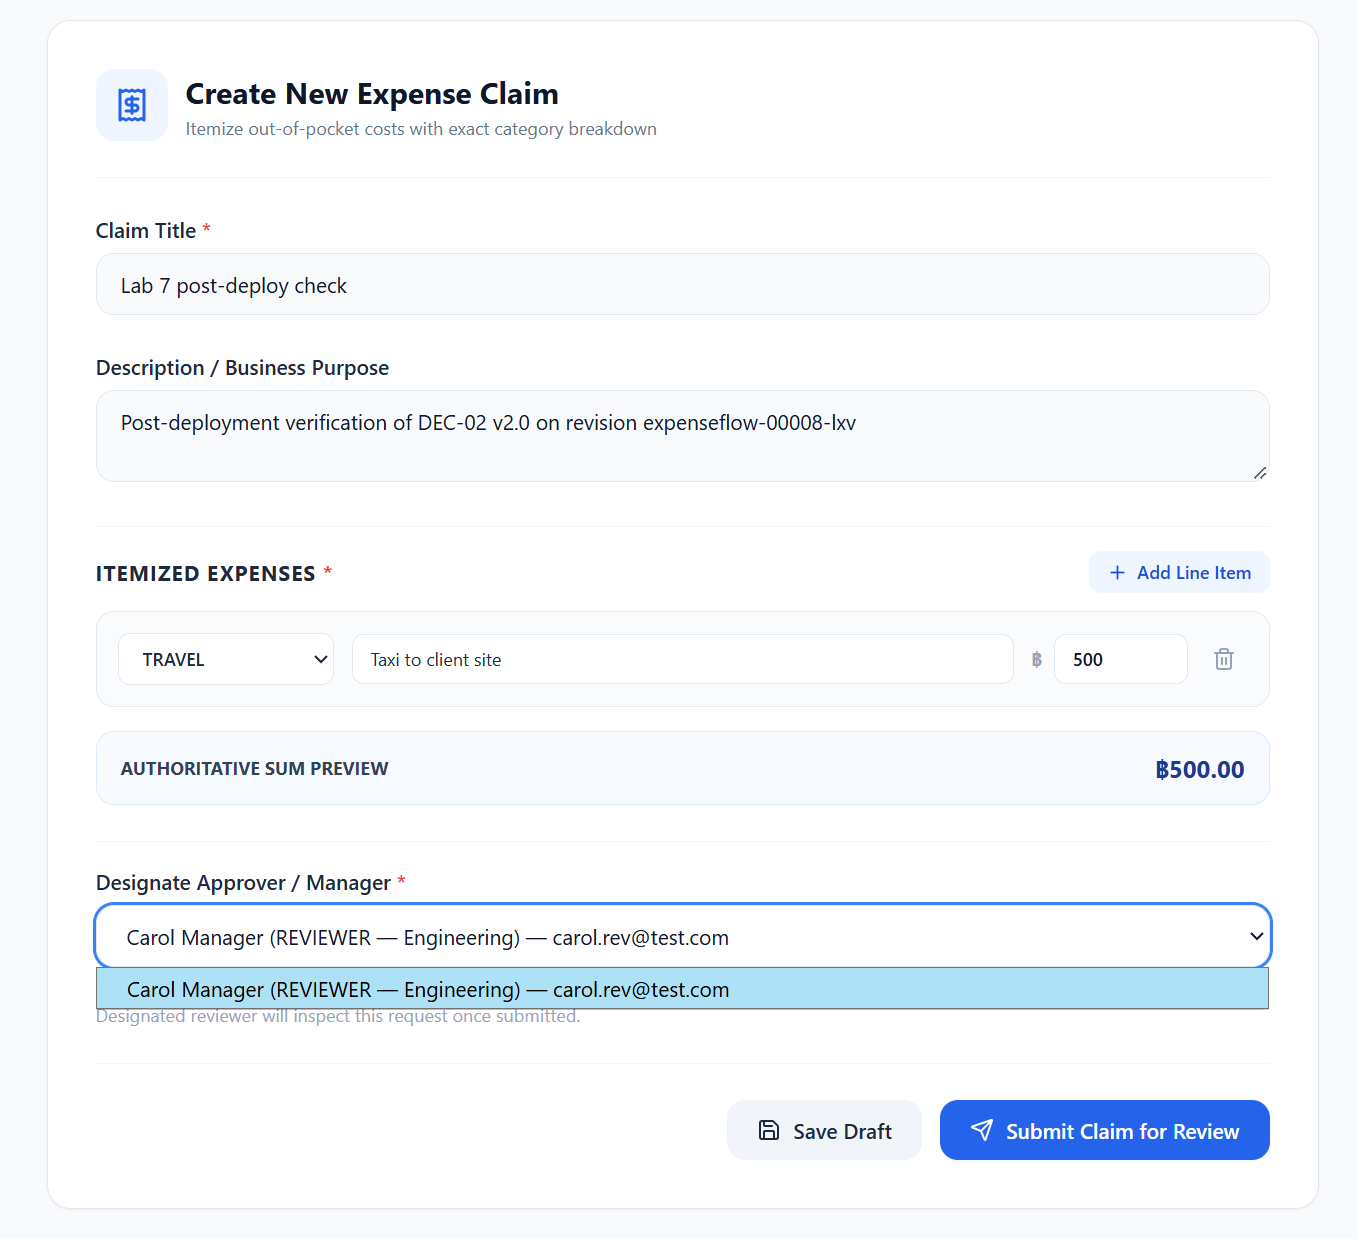 Create New Expense Claim
Itemize out-of-pocket costs with exact category breakdown
Claim Title *
Lab 7 post-deploy check
Description / Business Purpose
Post-deployment verification of DEC-02 v2.0 on revision expenseflow-00008-lxv
ITEMIZED EXPENSES *
Add Line Item
TRAVEL
Taxi to client site
฿ 500
AUTHORITATIVE SUM PREVIEW
฿500.00
Designate Approver / Manager *
Carol Manager (REVIEWER — Engineering) — carol.rev@test.com
Carol Manager (REVIEWER — Engineering) — carol.rev@test.com
Designated reviewer will inspect this request once submitted.
Save Draft
Submit Claim for Review